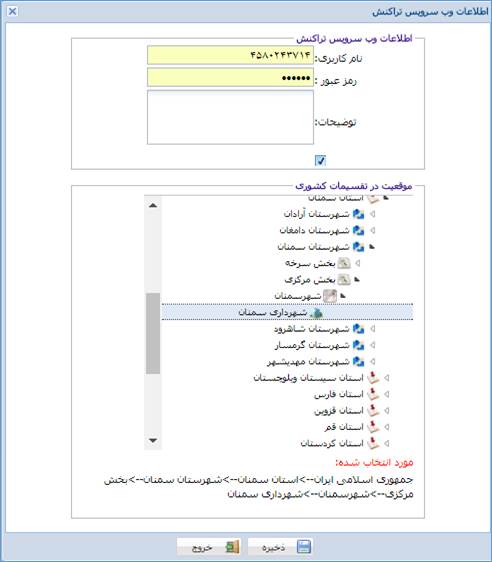 اطلاعات وب سرویس تراکنش
اطلاعات وب سرویس تراکنش
نام کاربری: ۴۵۸۰۲۴۳۷۱۴
رمز عبور : ••••••
توضیحات:
موقعیت در تقسیمات کشوری
استان سمنان
شهرستان آرادان
شهرستان دامغان
شهرستان سمنان
بخش سرخه
بخش مرکزی
شهرسمنان
شهرداری سمنان
شهرستان شاهرود
شهرستان گرمسار
شهرستان مهدیشهر
استان سیستان وبلوچستان
استان فارس
استان قزوین
استان قم
استان کردستان
مورد انتخاب شده:
جمهوری اسلامی ایران-->استان سمنان-->شهرستان سمنان-->بخش
مرکزی-->شهرسمنان-->شهرداری سمنان
ذخیره خروج